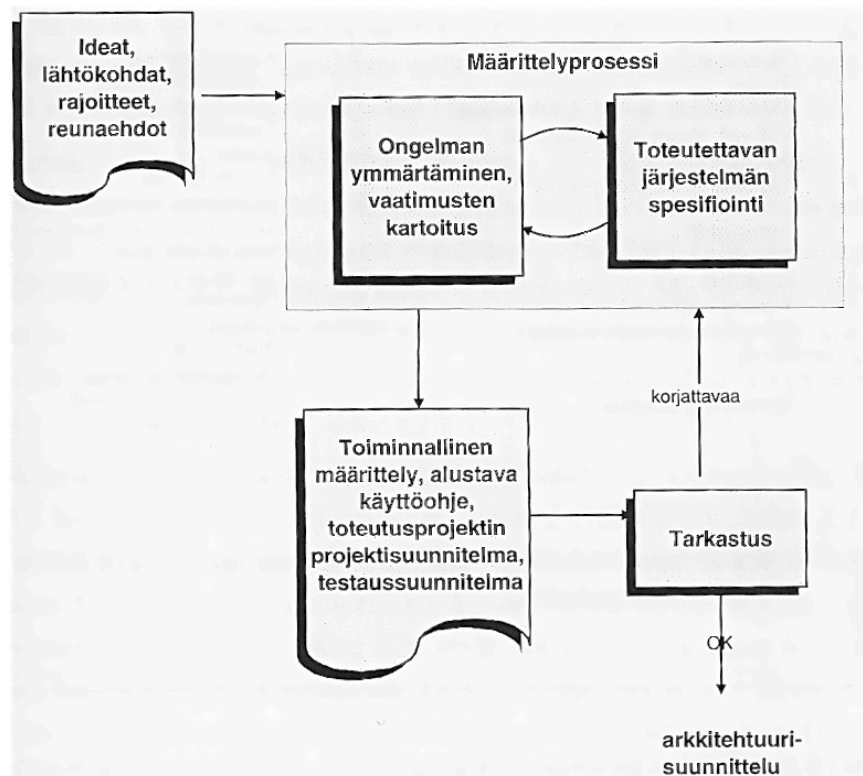 Ideat,
lähtökohdat,
rajoitteet,
reunaehdot
Määrittelyprosessi
Ongelman
ymmärtäminen,
vaatimusten
kartoitus
Toteutettavan
järjestelmän
spesifiointi
korjattavaa
Toiminnallinen
määrittely, alustava
käyttöohje,
toteutusprojektin
projektisuunnitelma,
testaussuunnitelma
Tarkastus
OK
arkkitehtuuri-
suunnittelu